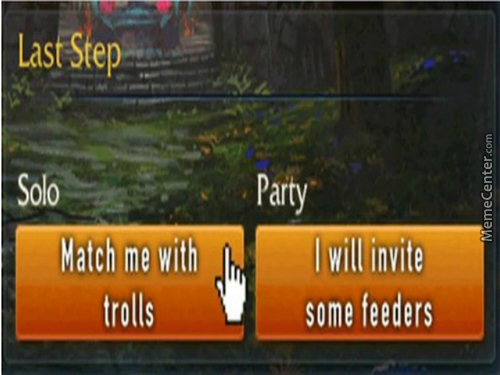 Last Step
Solo
Party
Match me with
trolls
I will invite
some feeders
MemeCenter.com